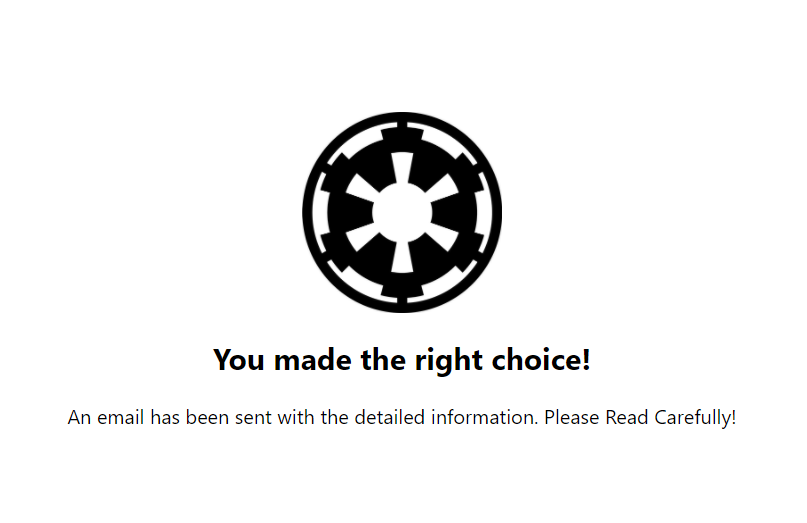 You made the right choice!
An email has been sent with the detailed information. Please Read Carefully!